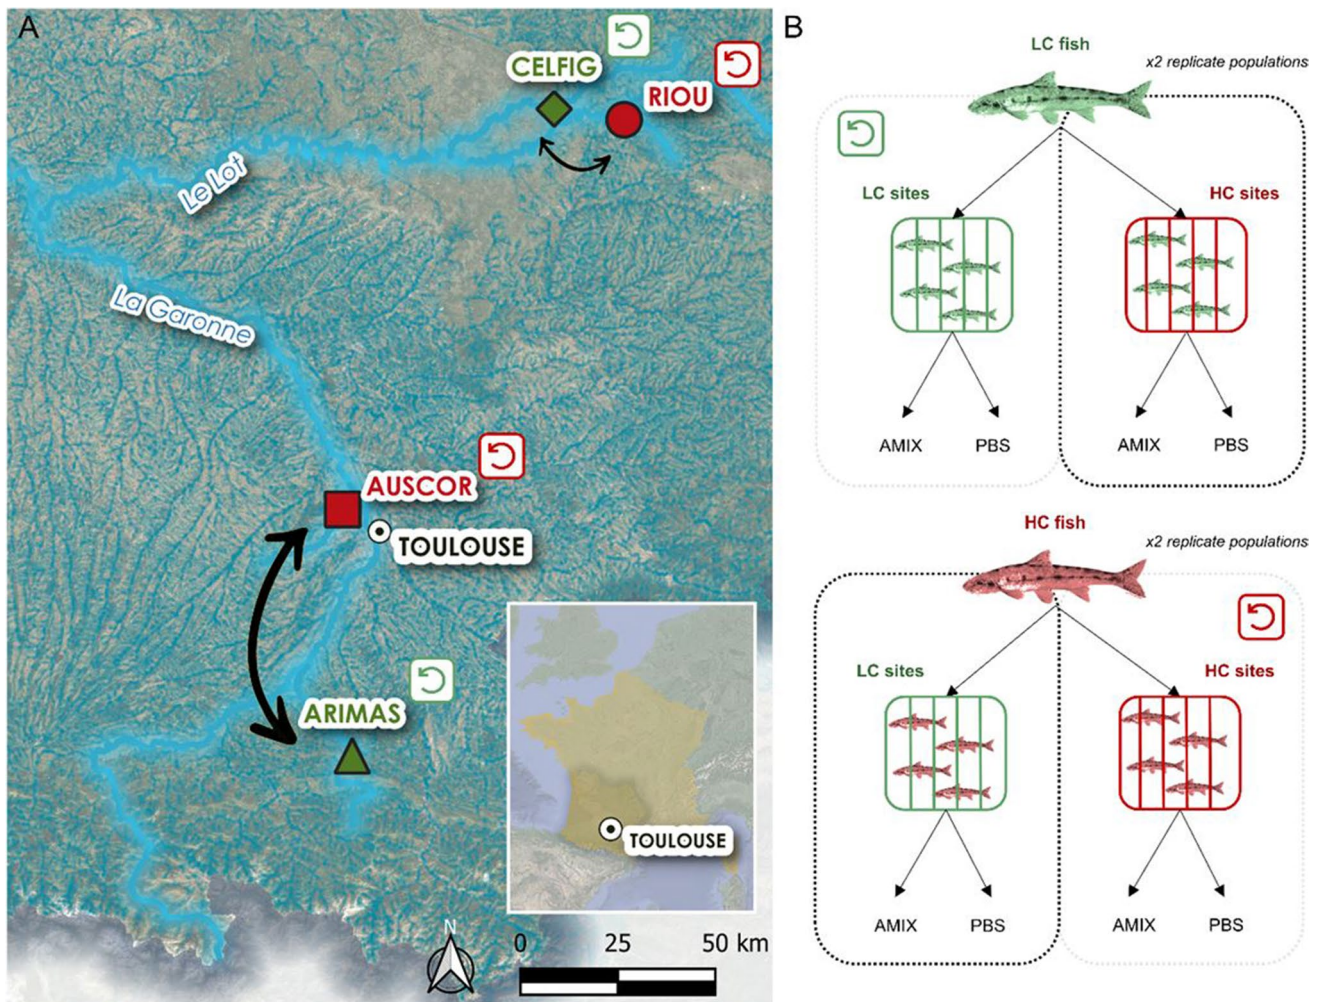 A
CELFIG
RIOU
Le Lot
La Garonne
AUSCOR
TOULOUSE
ARIMAS
TOULOUSE
N
0 25 50 km
B
LC fish
x2 replicate populations
LC sites
HC sites
AMIX
PBS
AMIX
PBS
HC fish
x2 replicate populations
LC sites
HC sites
AMIX
PBS
AMIX
PBS